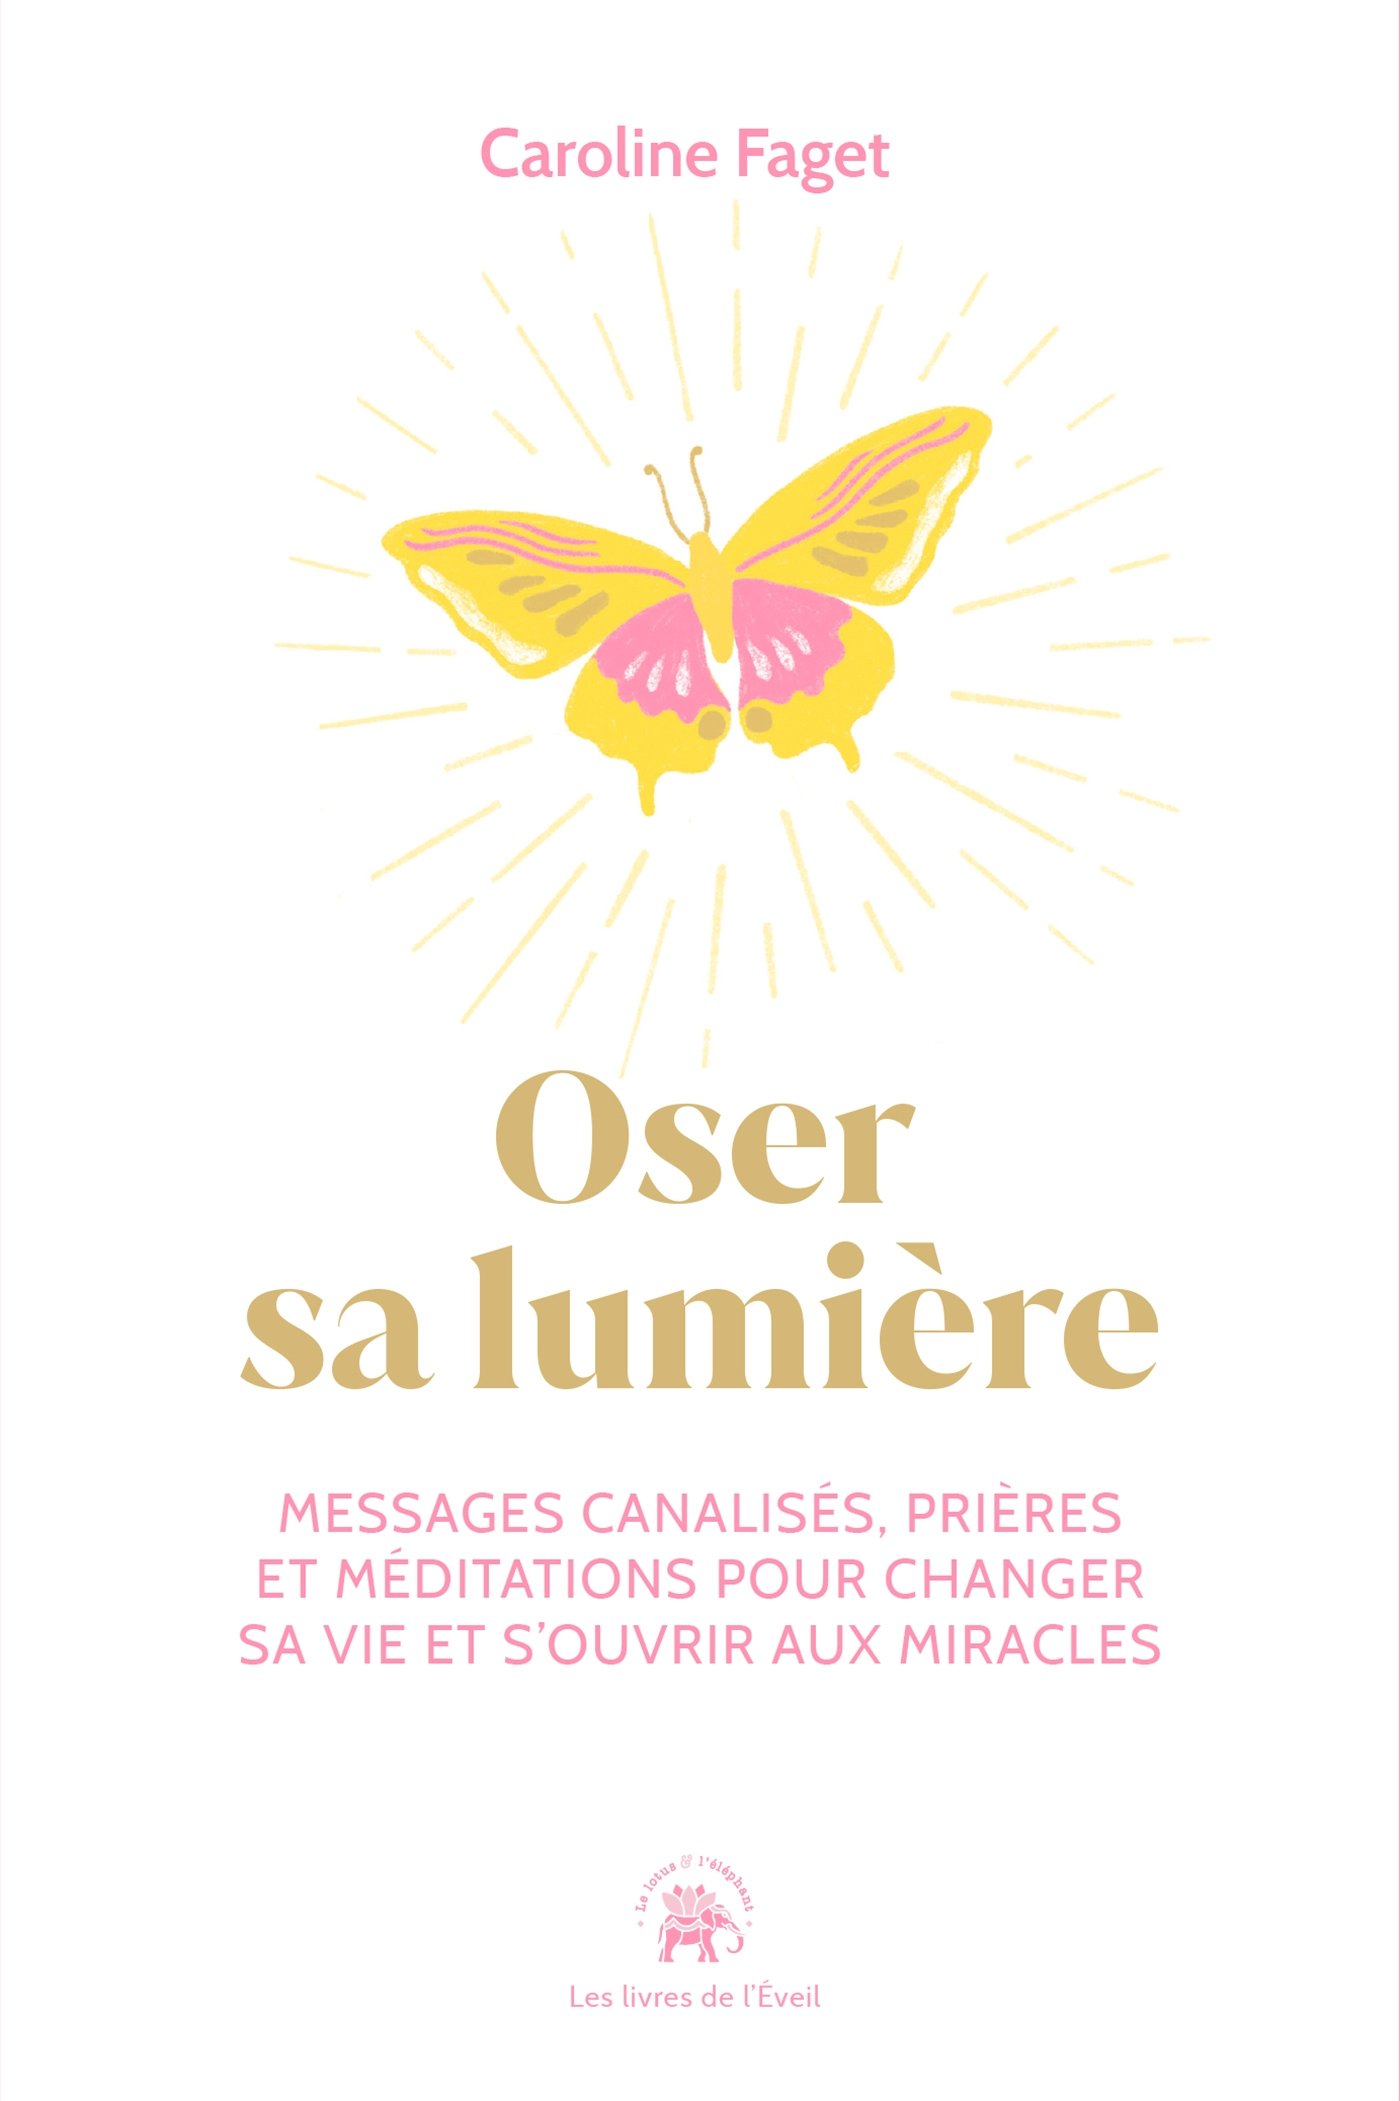 Caroline Faget
Oser
sa lumière
MESSAGES CANALISÉS, PRIÈRES
ET MÉDITATIONS POUR CHANGER
SA VIE ET S’OUVRIR AUX MIRACLES
Le lotus & l’éléphant
Les livres de l’Éveil